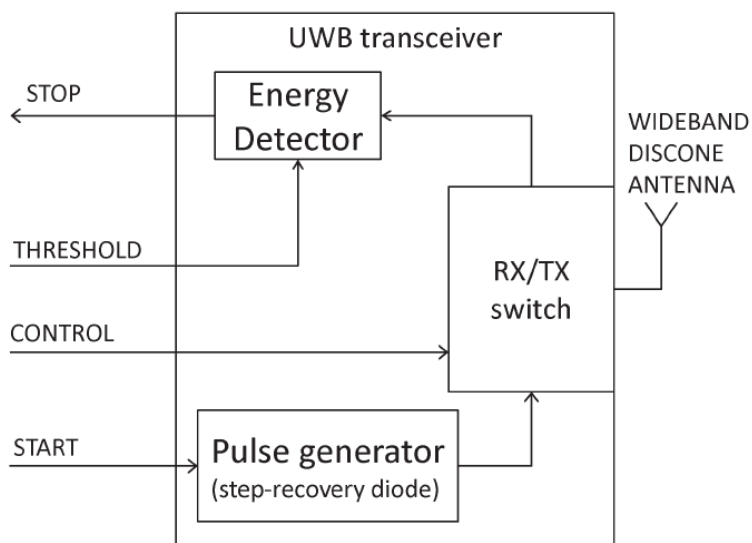 UWB transceiver
STOP
Energy
Detector
WIDEBAND
DISCONE
ANTENNA
THRESHOLD
RX/TX
switch
CONTROL
START
Pulse generator
(step-recovery diode)